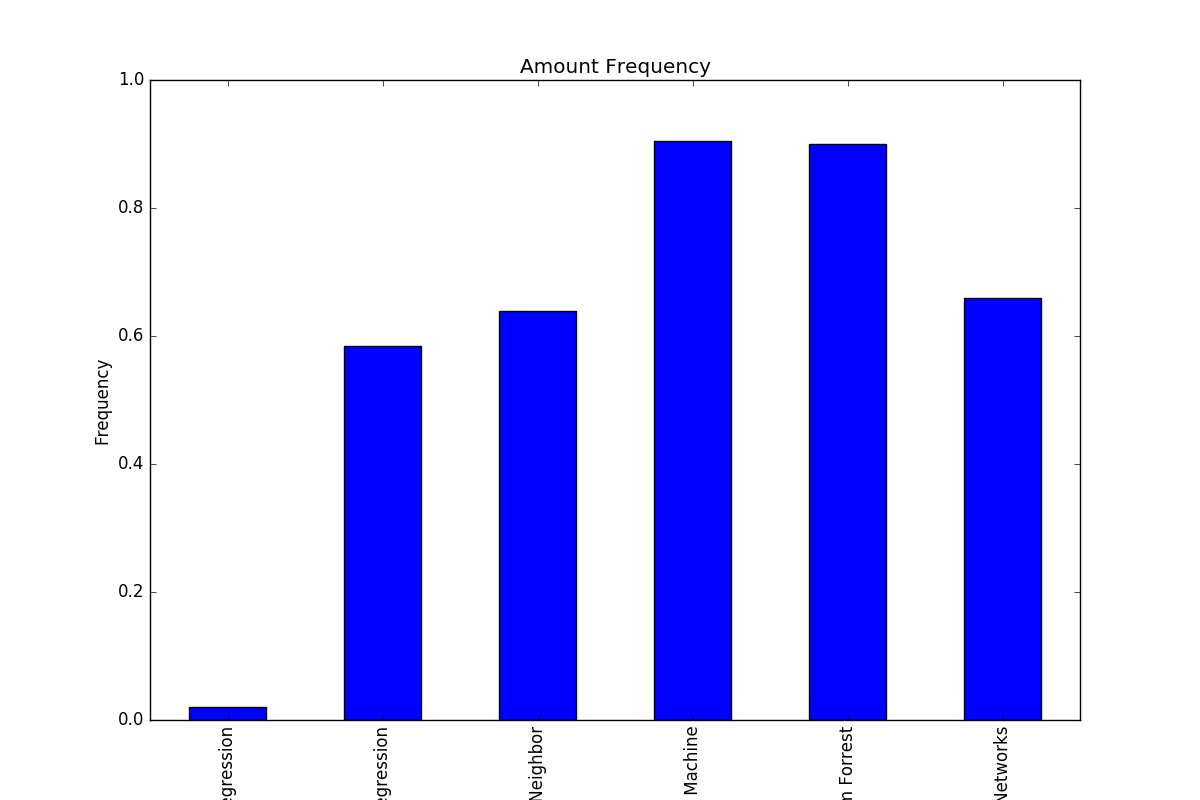 Amount Frequency
1.0
0.8
0.6
0.4
0.2
0.0
Frequency
egression
egression
Neighbor
Machine
m Forrest
Networks